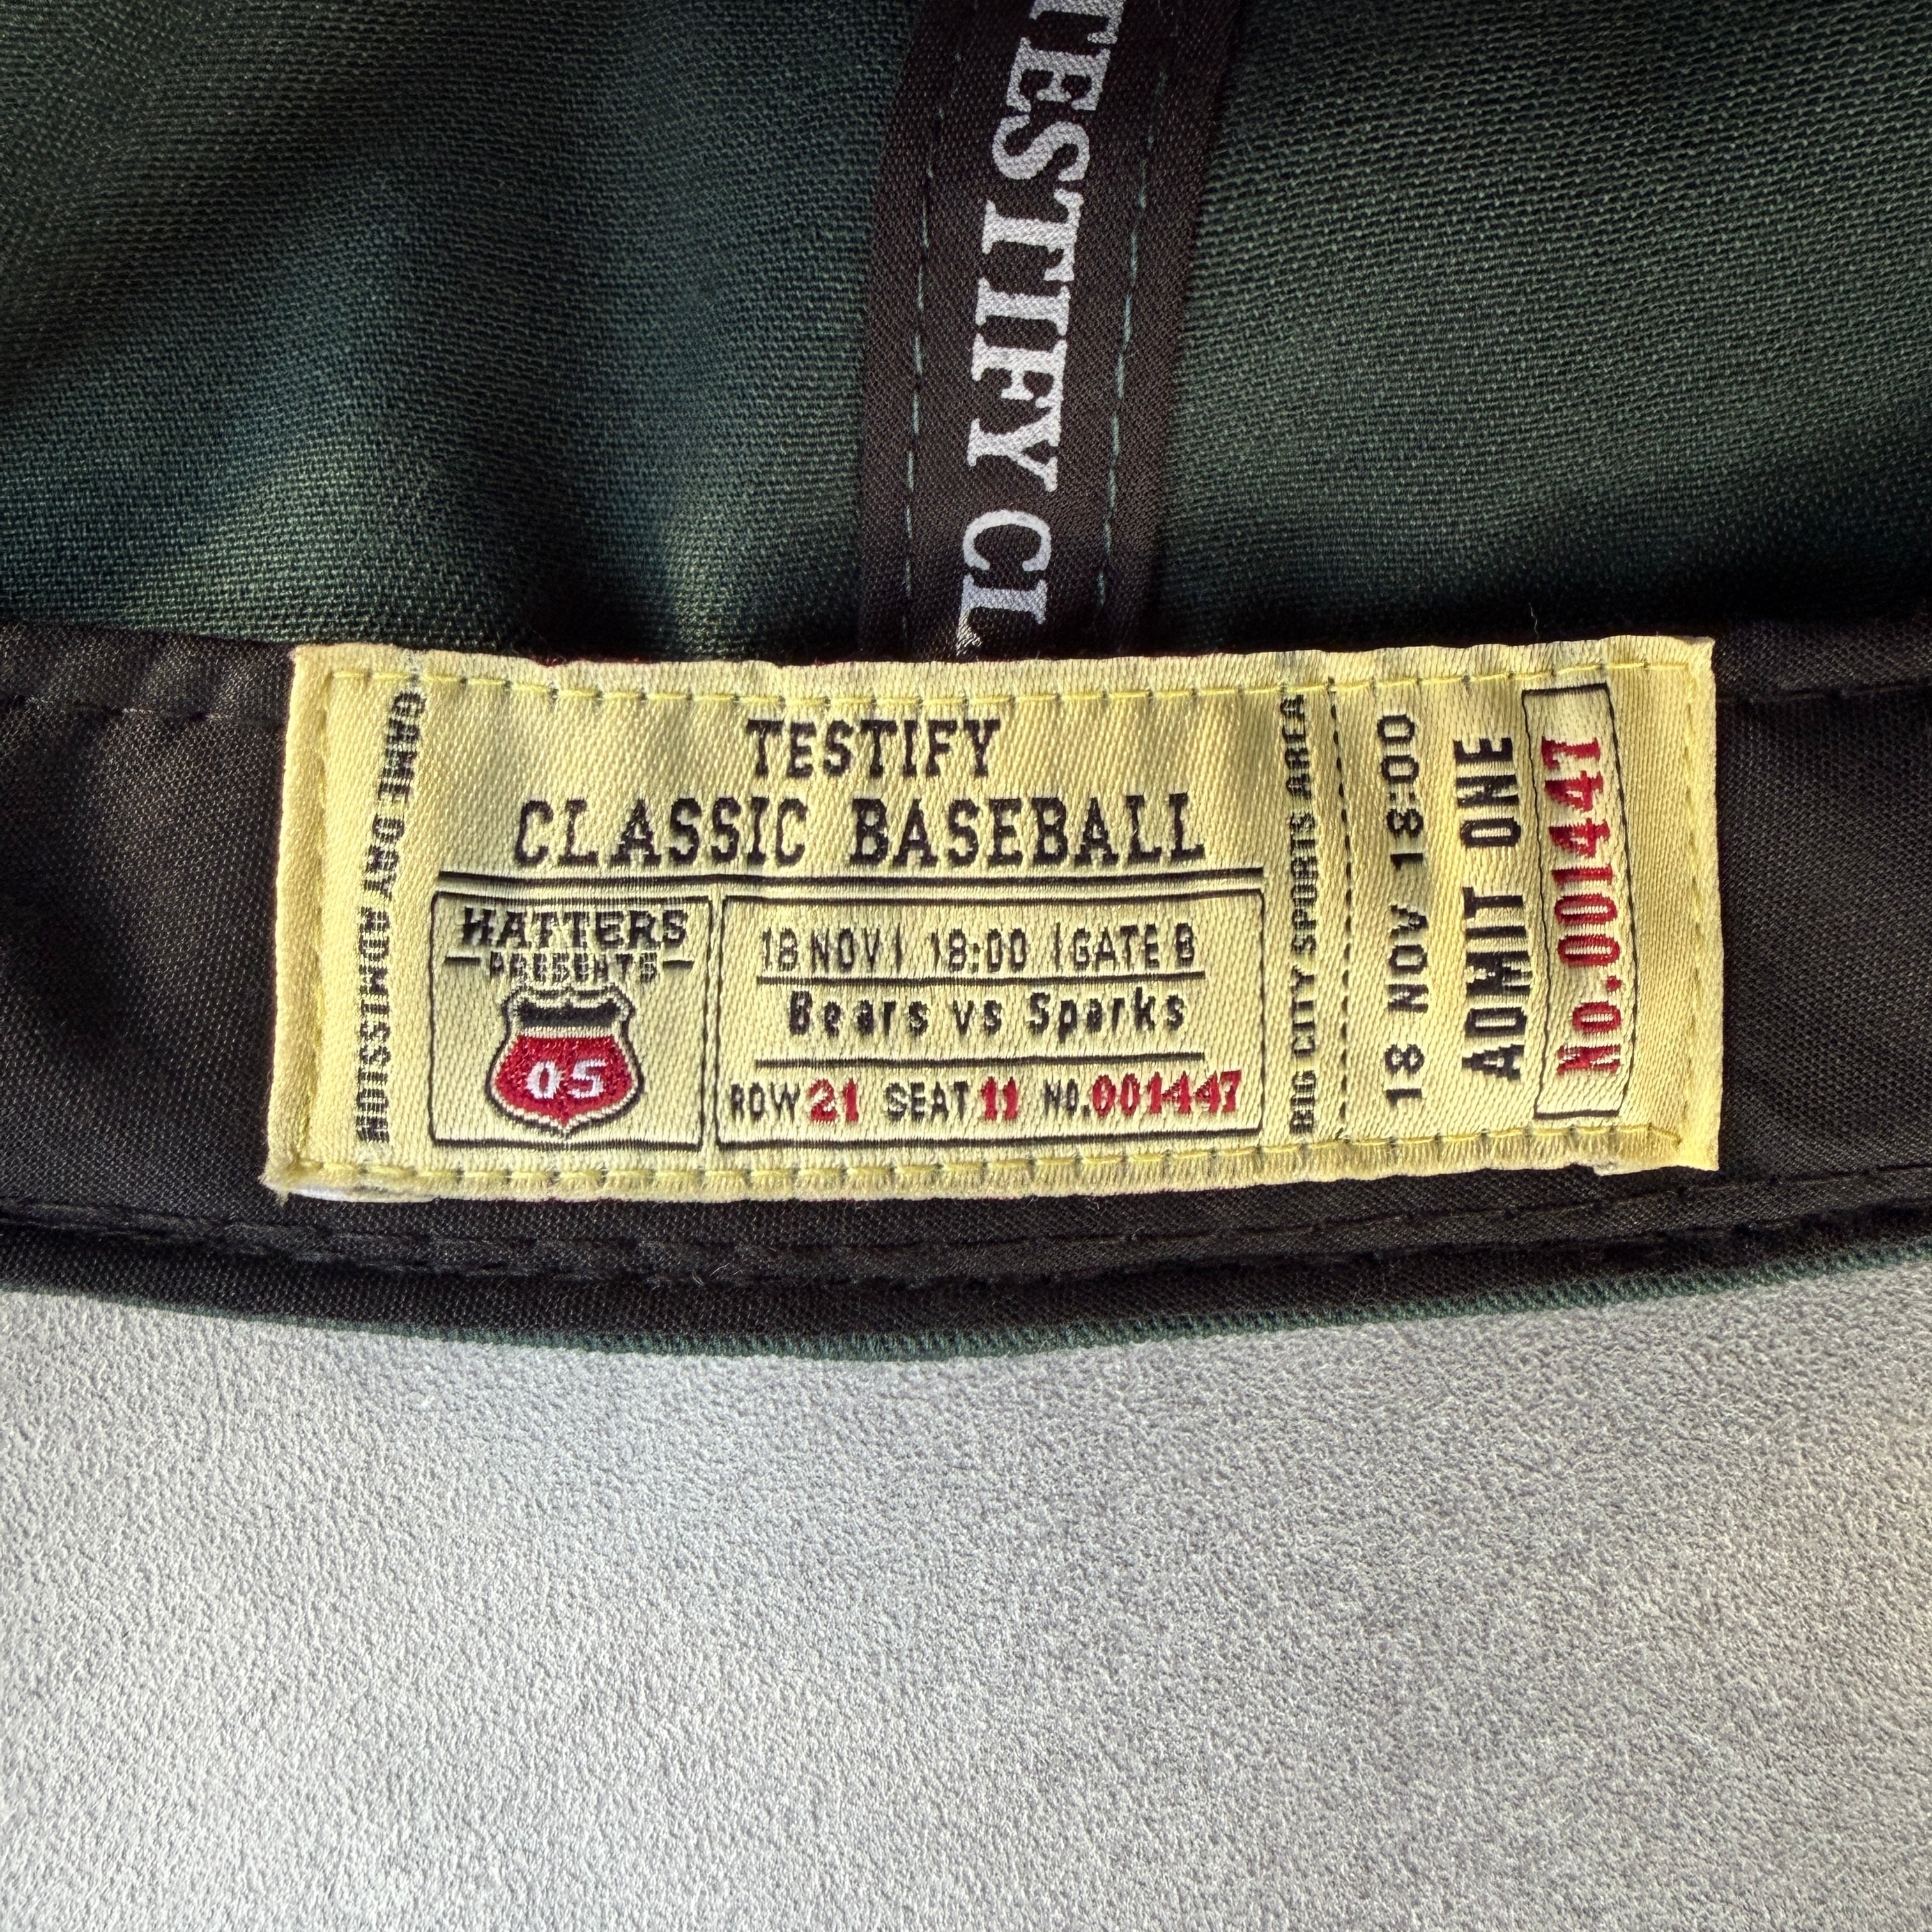 TESTIFY CL
GAME DAY ADMISSION
TESTIFY
CLASSIC BASEBALL
HATTERS
PRESENTS
05
18 NOV | 18:00 | GATE B
Bears vs Sparks
ROW 21 SEAT 11 NO.001447
BIG CITY SPORTS AREA
18 NOV 18:00
ADMIT ONE
No.001447